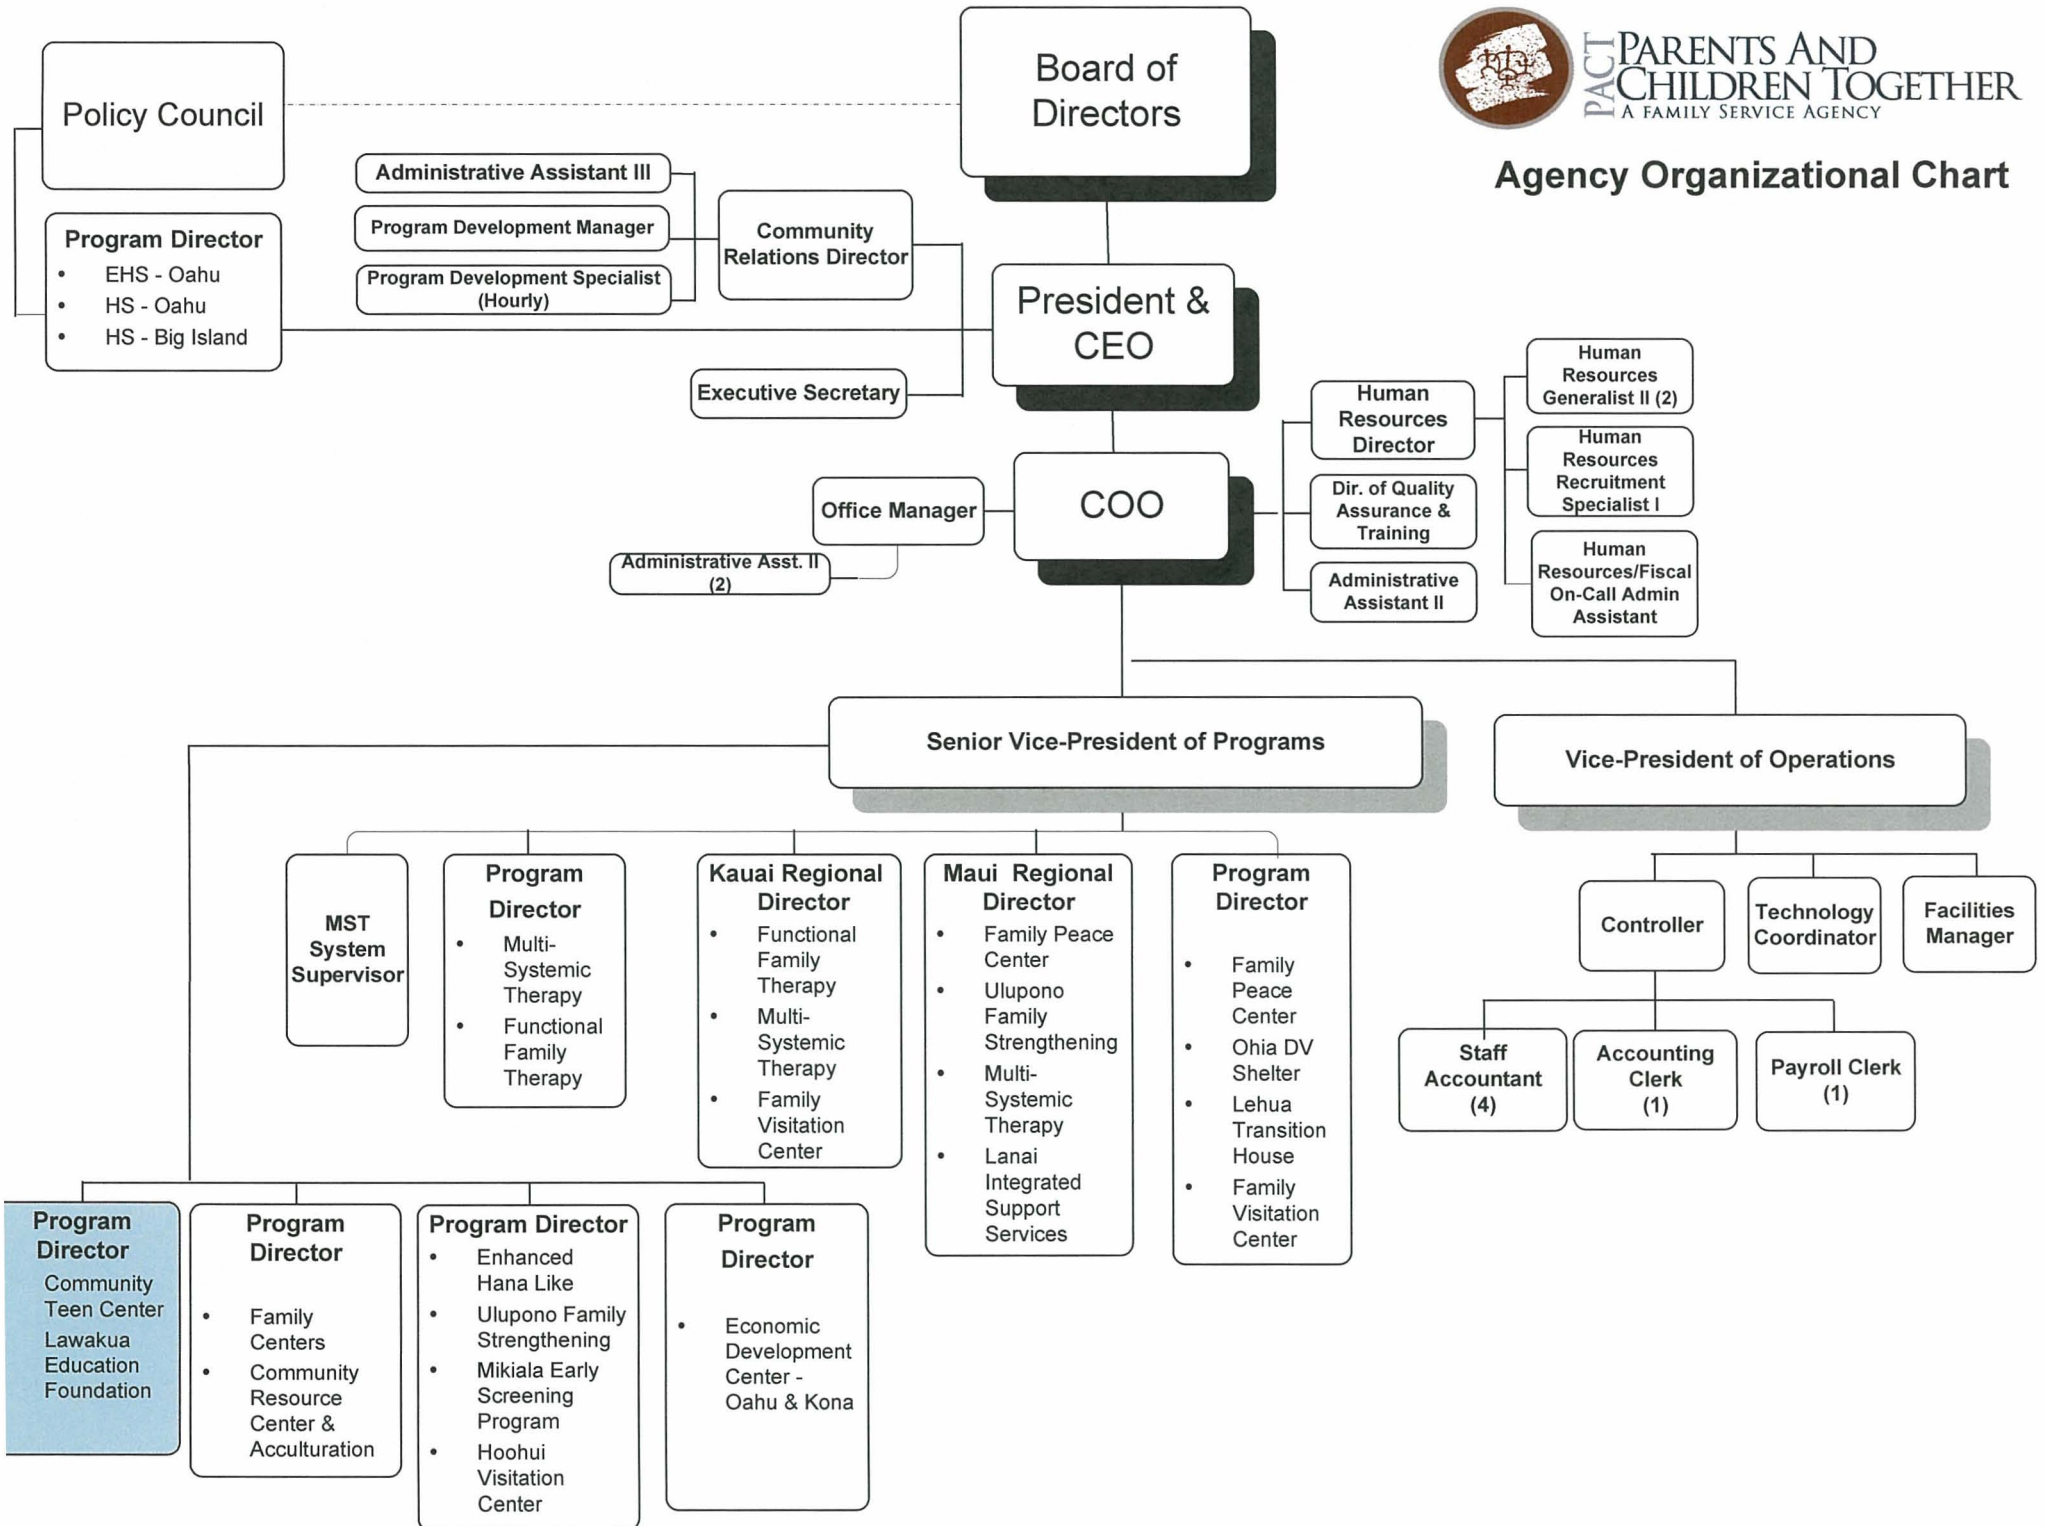 Board of
Directors
PACT
PARENTS AND
CHILDREN TOGETHER
A FAMILY SERVICE AGENCY
Agency Organizational Chart
Policy Council
Program Director
• EHS - Oahu
• HS - Oahu
• HS - Big Island
Administrative Assistant III
Program Development Manager
Program Development Specialist
(Hourly)
Community
Relations Director
President &
CEO
Executive Secretary
COO
Office Manager
Administrative Asst. II
(2)
Human
Resources
Director
Dir. of Quality
Assurance &
Training
Administrative
Assistant II
Human
Resources
Generalist II (2)
Human
Resources
Recruitment
Specialist I
Human
Resources/Fiscal
On-Call Admin
Assistant
Senior Vice-President of Programs
Vice-President of Operations
MST
System
Supervisor
Program
Director
• Multi-
Systemic
Therapy
• Functional
Family
Therapy
Kauai Regional
Director
• Functional
Family
Therapy
• Multi-
Systemic
Therapy
• Family
Visitation
Center
Maui Regional
Director
• Family Peace
Center
• Ulupono
Family
Strengthening
• Multi-
Systemic
Therapy
• Lanai
Integrated
Support
Services
Program
Director
• Family
Peace
Center
• Ohia DV
Shelter
• Lehua
Transition
House
• Family
Visitation
Center
Controller
Technology
Coordinator
Facilities
Manager
Staff
Accountant
(4)
Accounting
Clerk
(1)
Payroll Clerk
(1)
Program
Director
Community
Teen Center
Lawakua
Education
Foundation
Program
Director
• Family
Centers
• Community
Resource
Center &
Acculturation
Program Director
• Enhanced
Hana Like
• Ulupono Family
Strengthening
• Mikiala Early
Screening
Program
• Hoohui
Visitation
Center
Program
Director
• Economic
Development
Center -
Oahu & Kona